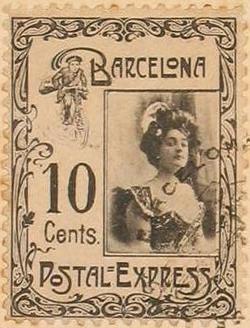 BARCELONA
10
Cents.
POSTAL=EXPRESS